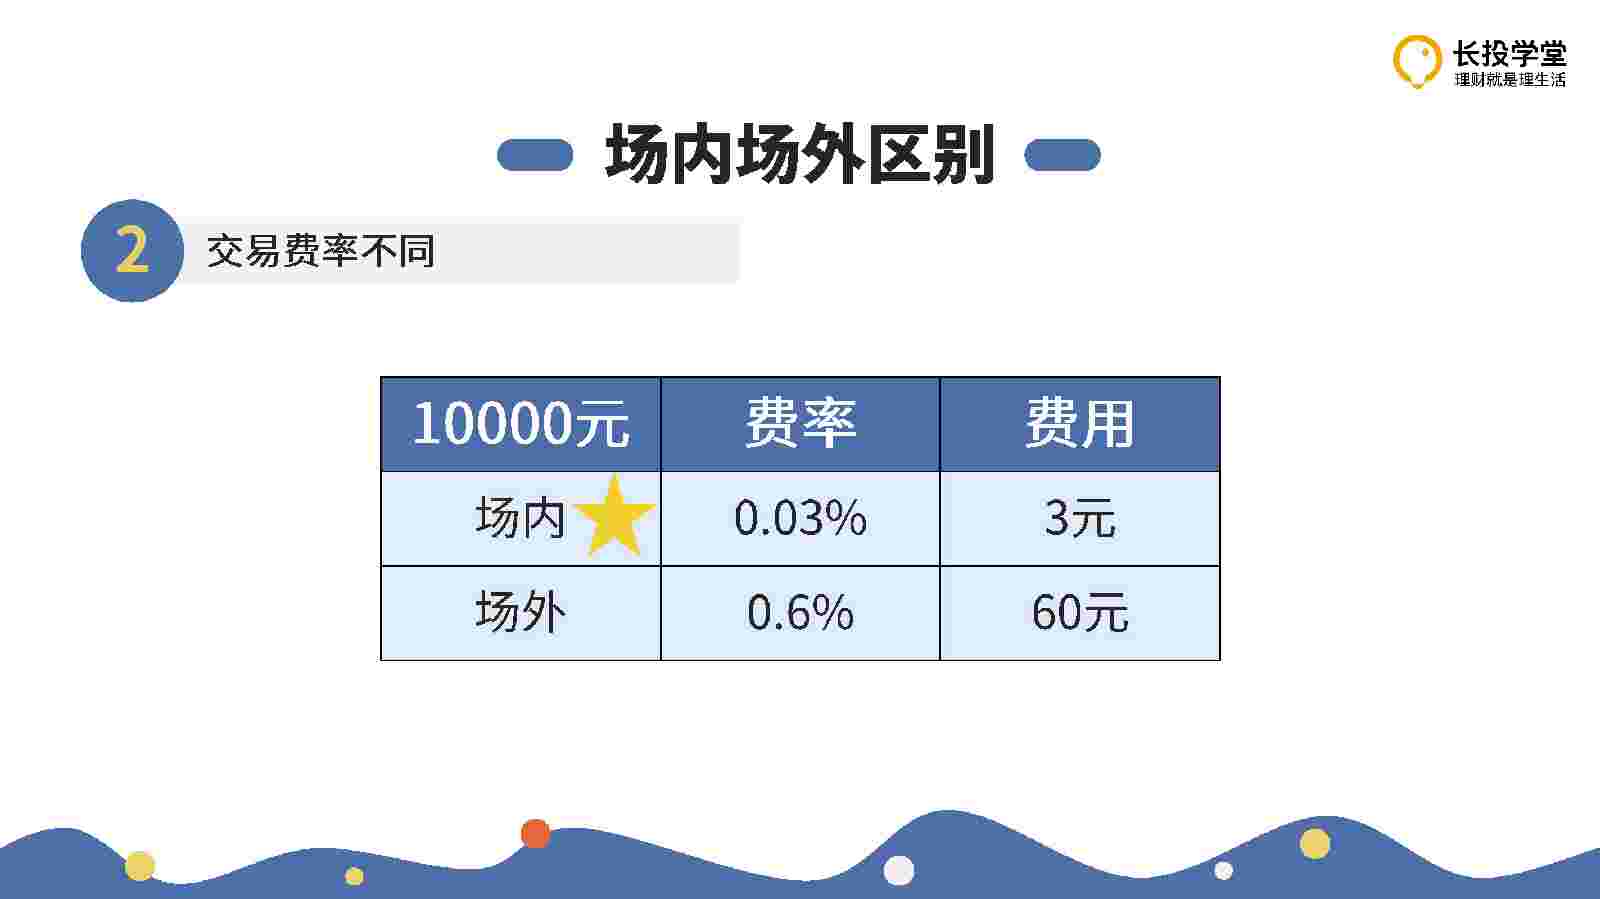 长投学堂
理财就是理生活
场内场外区别
2 交易费率不同
10000元 费率 费用
场内 0.03% 3元
场外 0.6% 60元